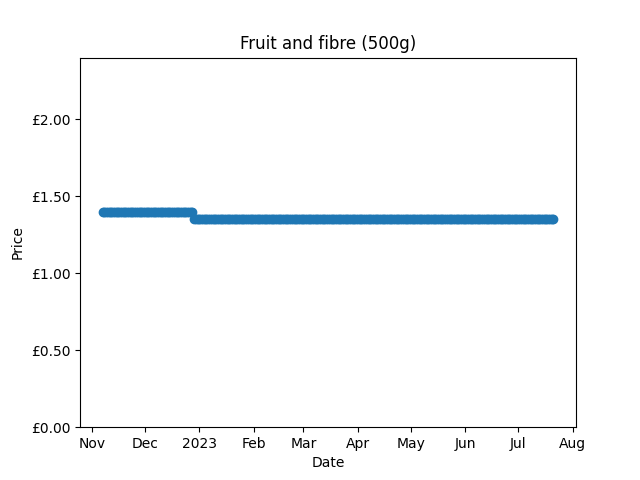 Fruit and fibre (500g)
£2.00
£1.50
£1.00
£0.50
£0.00
Price
Nov Dec 2023 Feb Mar Apr May Jun Jul Aug
Date